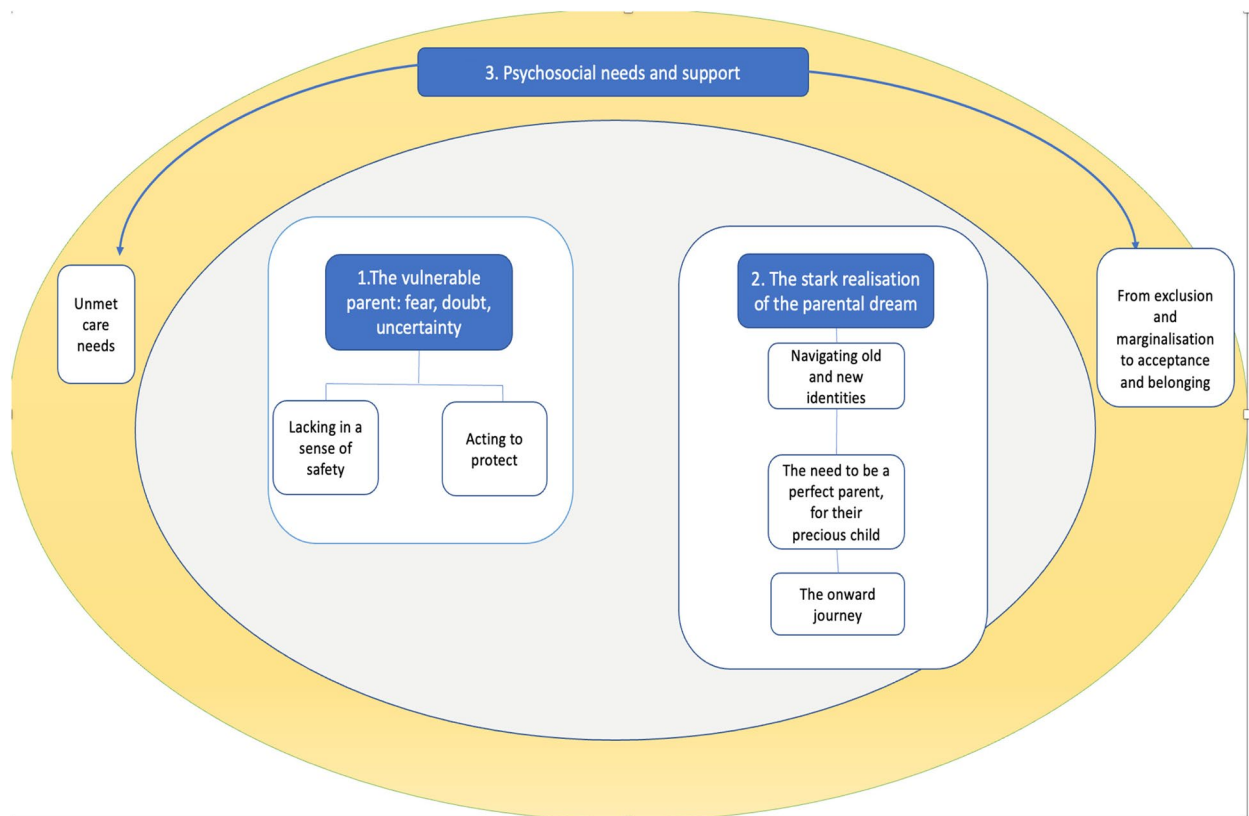 3. Psychosocial needs and support
Unmet
care
needs
1.The vulnerable
parent: fear, doubt,
uncertainty
Lacking in a
sense of
safety
Acting to
protect
2. The stark realisation
of the parental dream
Navigating old
and new
identities
The need to be a
perfect parent,
for their
precious child
The onward
journey
From exclusion
and
marginalisation
to acceptance
and belonging